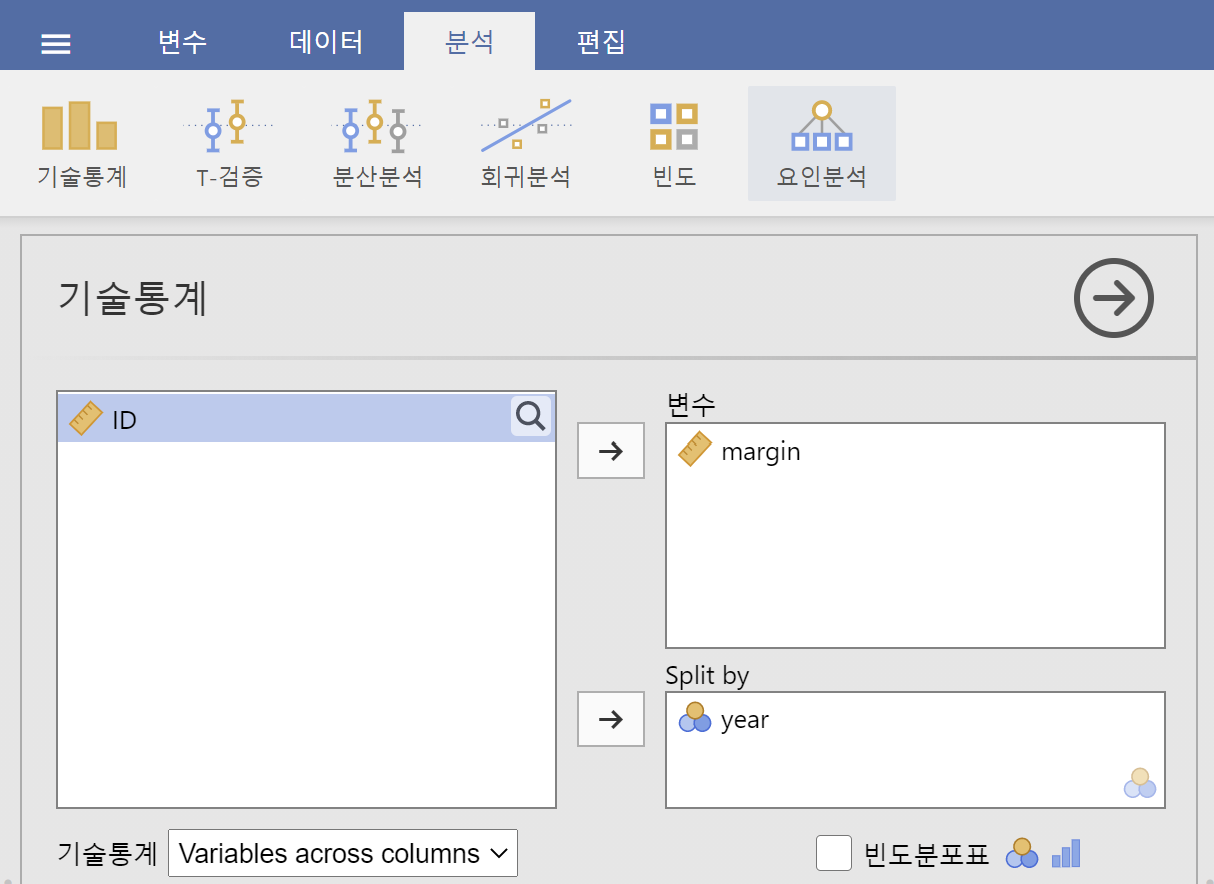 변수 데이터 분석 편집
기술통계 T-검증 분산분석 회귀분석 빈도 요인분석
기술통계
ID
변수
margin
Split by
year
기술통계 Variables across columns 빈도분포표